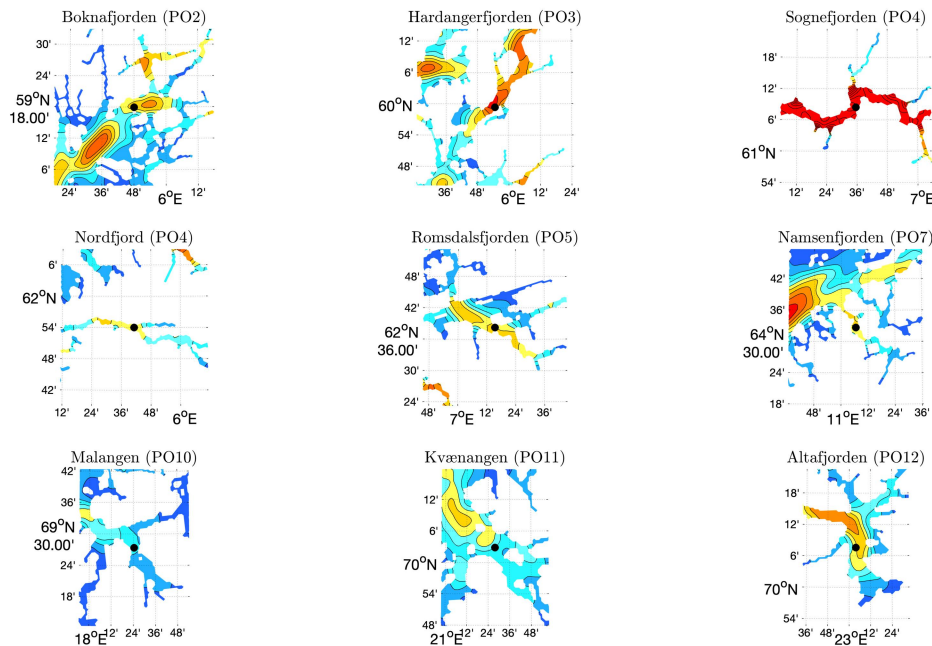 Boknafjorden (PO2)
30'
24'
59°N
18.00'
12'
6'
24' 36' 48' 6°E 12'
Hardangerfjorden (PO3)
12'
6'
60°N
54'
48'
36' 48' 6°E 12' 24'
Sognefjorden (PO4)
18'
12'
6'
61°N
54'
12' 24' 36' 48' 7°E
Nordfjord (PO4)
6'
62°N
54'
48'
42'
12' 24' 36' 48' 6°E
Romsdalsfjorden (PO5)
48'
42'
62°N
36.00'
30'
24'
48' 7°E 12' 24' 36'
Namsenfjorden (PO7)
42'
36'
64°N
30.00'
24'
18'
48' 11°E 12' 24' 36'
Malangen (PO10)
42'
36'
69°N
30.00'
24'
18'
18°E 12' 24' 36' 48'
Kvænangen (PO11)
12'
6'
70°N
54'
48'
21°E 12' 24' 36' 48'
Altafjorden (PO12)
18'
12'
6'
70°N
54'
36' 48' 23°E 12' 24' 36'